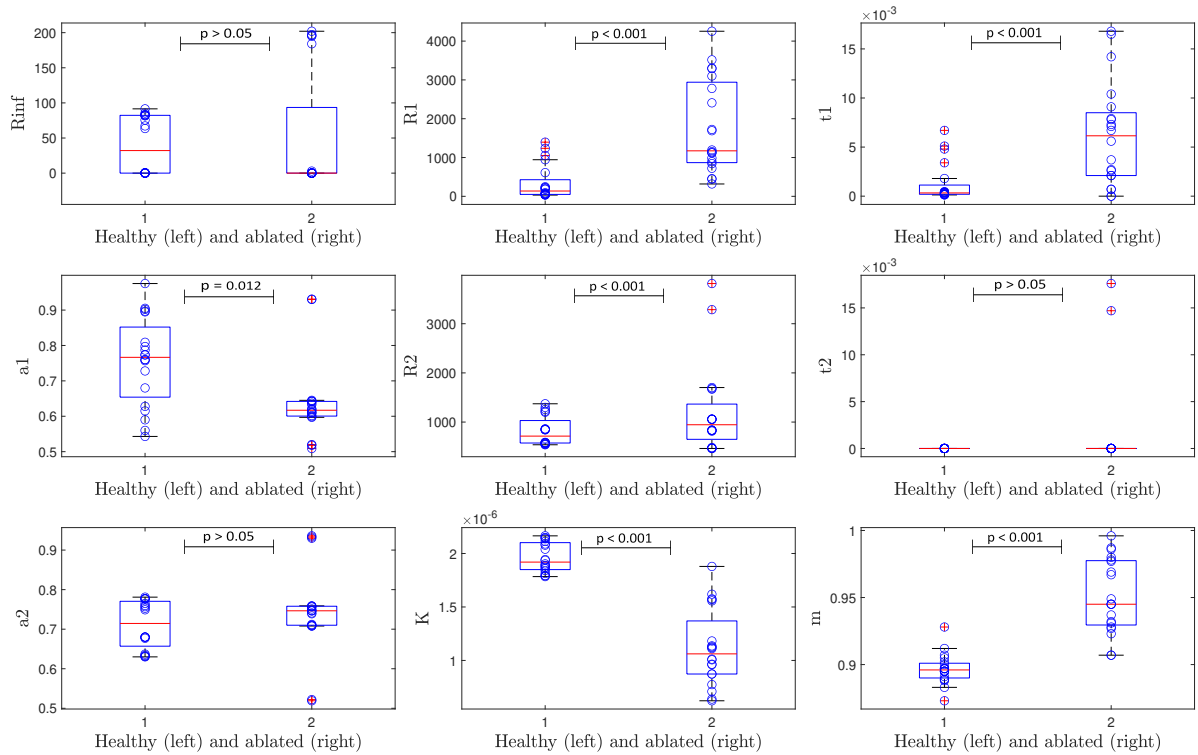 p > 0.05
200
150
100
50
0
Rinf
1
2
Healthy (left) and ablated (right)
p < 0.001
4000
3000
2000
1000
0
R1
1
2
Healthy (left) and ablated (right)
×10⁻³
p < 0.001
15
10
5
0
t1
1
2
Healthy (left) and ablated (right)
p = 0.012
0.9
0.8
0.7
0.6
0.5
a1
1
2
Healthy (left) and ablated (right)
p < 0.001
3000
2000
1000
R2
1
2
Healthy (left) and ablated (right)
×10⁻³
p > 0.05
15
10
5
0
t2
1
2
Healthy (left) and ablated (right)
p > 0.05
0.9
0.8
0.7
0.6
0.5
a2
1
2
Healthy (left) and ablated (right)
×10⁻⁶
p < 0.001
2
1.5
1
K
1
2
Healthy (left) and ablated (right)
p < 0.001
1
0.95
0.9
m
1
2
Healthy (left) and ablated (right)